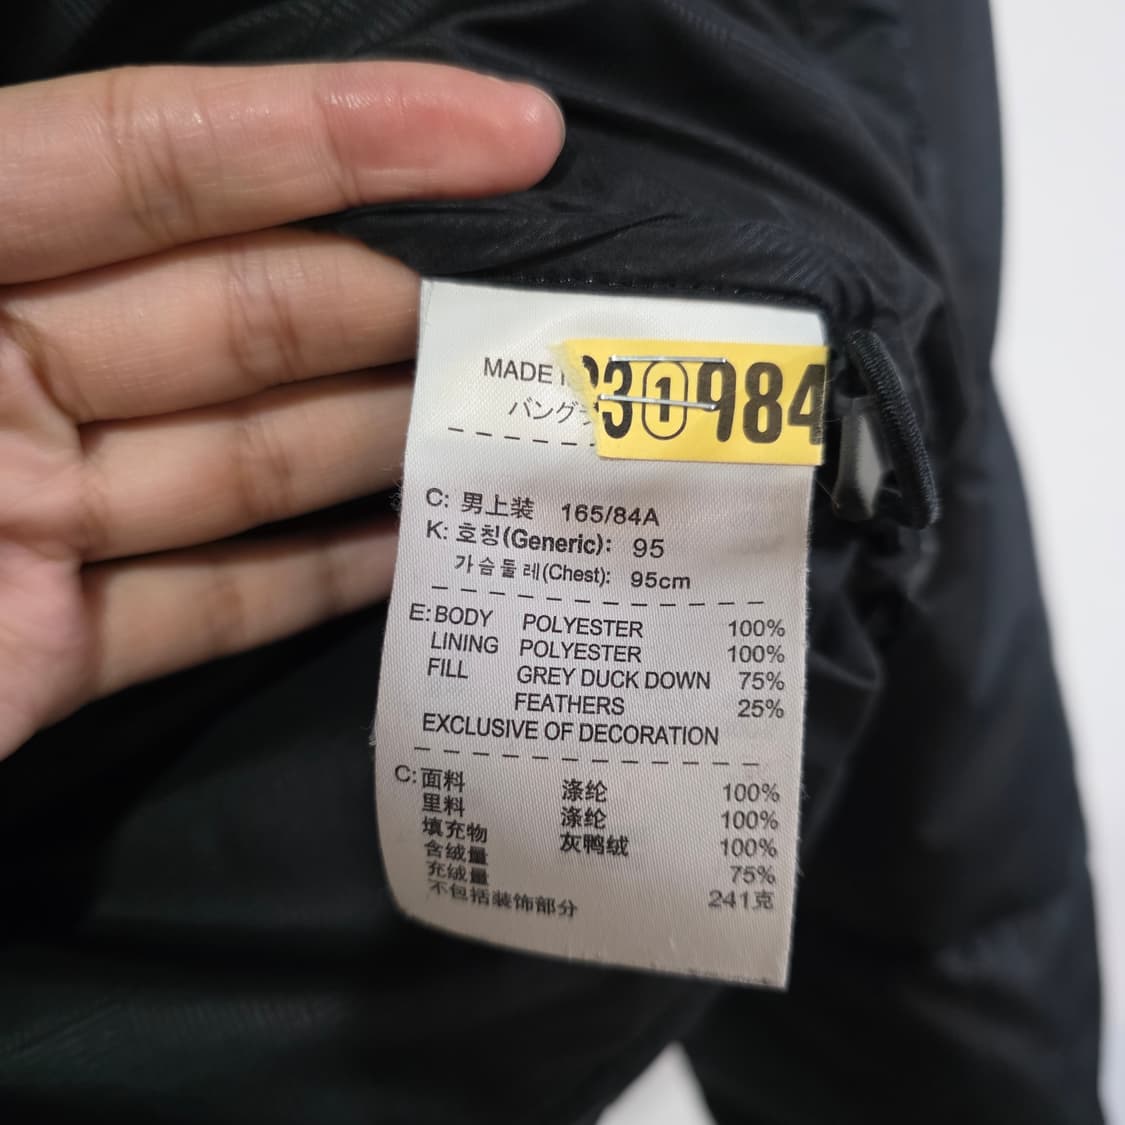 MADE
3①984
バング
C: 男上装 165/84A
K: 호칭(Generic): 95
가슴둘레(Chest): 95cm
E: BODY POLYESTER 100%
LINING POLYESTER 100%
FILL GREY DUCK DOWN 75%
FEATHERS 25%
EXCLUSIVE OF DECORATION
C: 面料 涤纶 100%
里料 涤纶 100%
填充物 灰鸭绒 100%
含绒量 75%
充绒量 241克
不包括装饰部分